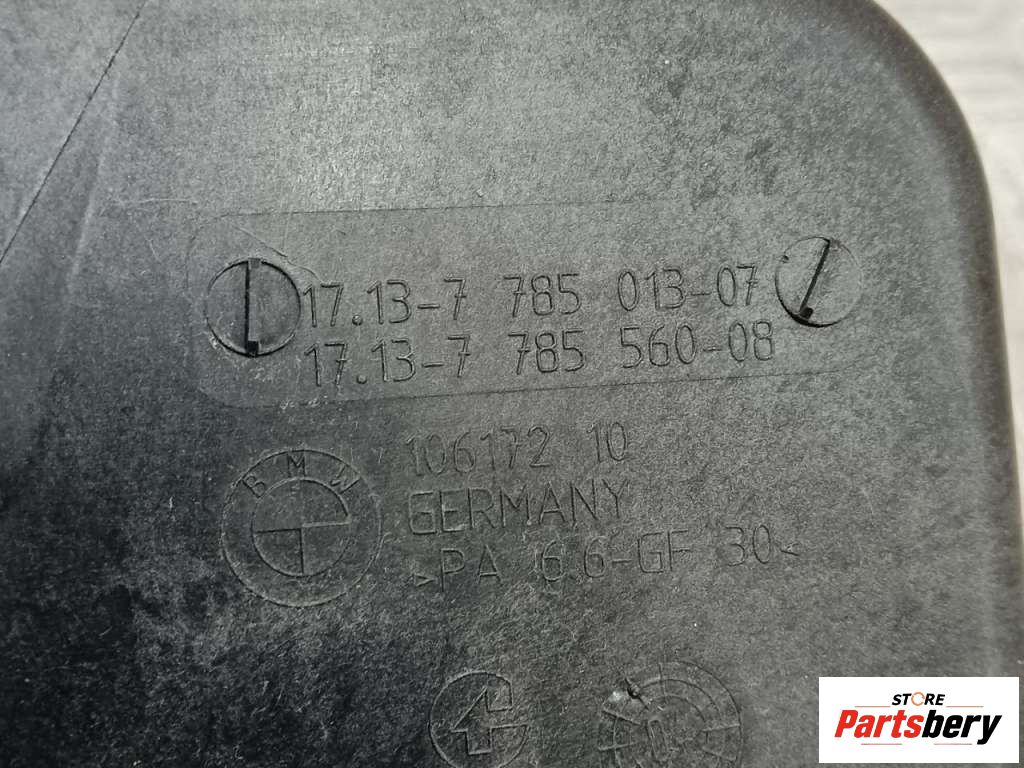 17.13-7 785 013-07
17.13-7 785 560-08
106172 10
BMW
GERMANY
>PA 6.6-GF 30<
STORE
Partsbery